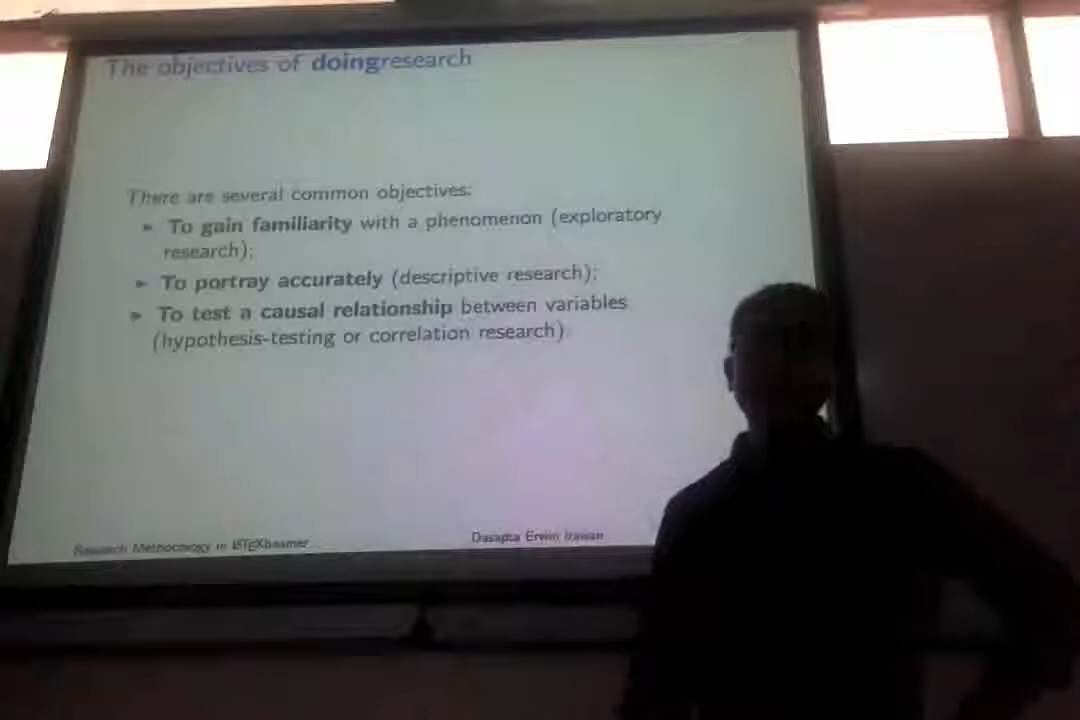 The objectives of doingresearch
There are several common objectives:
► To gain familiarity with a phenomenon (exploratory
research);
► To portray accurately (descriptive research);
► To test a causal relationship between variables
(hypothesis-testing or correlation research)
Research Methodology in LATEXbeamer
Dasapta Erwin Irawan